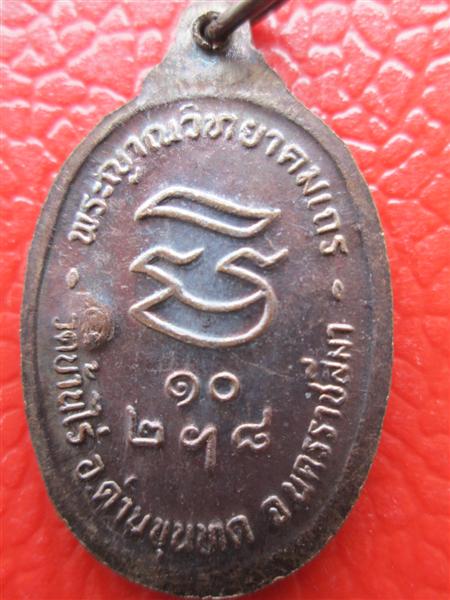 พระญาณวิทยาคมเถร
๑๐
๒ ๘
วัดบ้านไร่ อ.ด่านขุนทด จ.นครราชสีมา